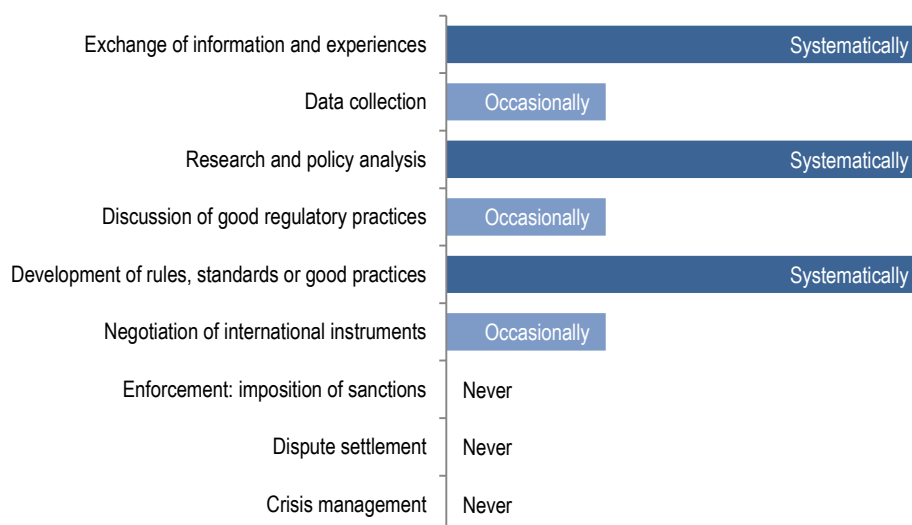 Exchange of information and experiences Systematically
Data collection Occasionally
Research and policy analysis Systematically
Discussion of good regulatory practices Occasionally
Development of rules, standards or good practices Systematically
Negotiation of international instruments Occasionally
Enforcement: imposition of sanctions Never
Dispute settlement Never
Crisis management Never